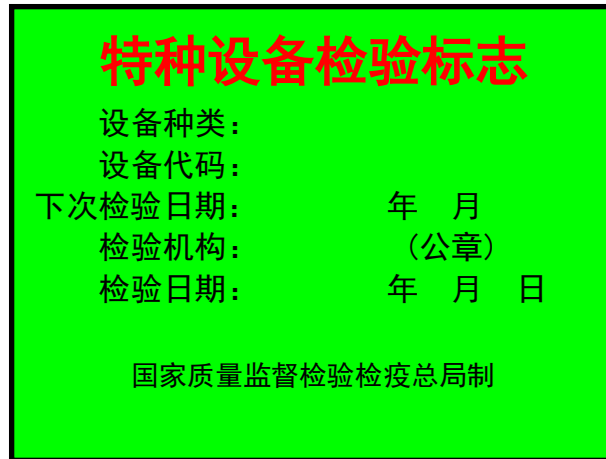 特种设备检验标志
设备种类：
设备代码：
下次检验日期： 年 月
检验机构： （公章）
检验日期： 年 月 日
国家质量监督检验检疫总局制